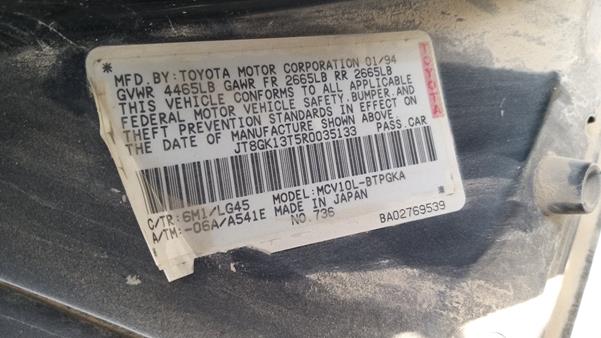 MFD.BY:TOYOTA MOTOR CORPORATION 01/94
GVWR 4465LB GAWR FR 2665LB RR 2665LB
THIS VEHICLE CONFORMS TO ALL APPLICABLE
FEDERAL MOTOR VEHICLE SAFETY,BUMPER,AND
THEFT PREVENTION STANDARDS IN EFFECT ON
THE DATE OF MANUFACTURE SHOWN ABOVE.
JT8GK13T5R0035133 PASS.CAR
MODEL:MCV10L-BTPGKA
C/TR:6M1/LG45 MADE IN JAPAN
A/TM:-06A/A541E NO.736 BA02769539
TOYOTA